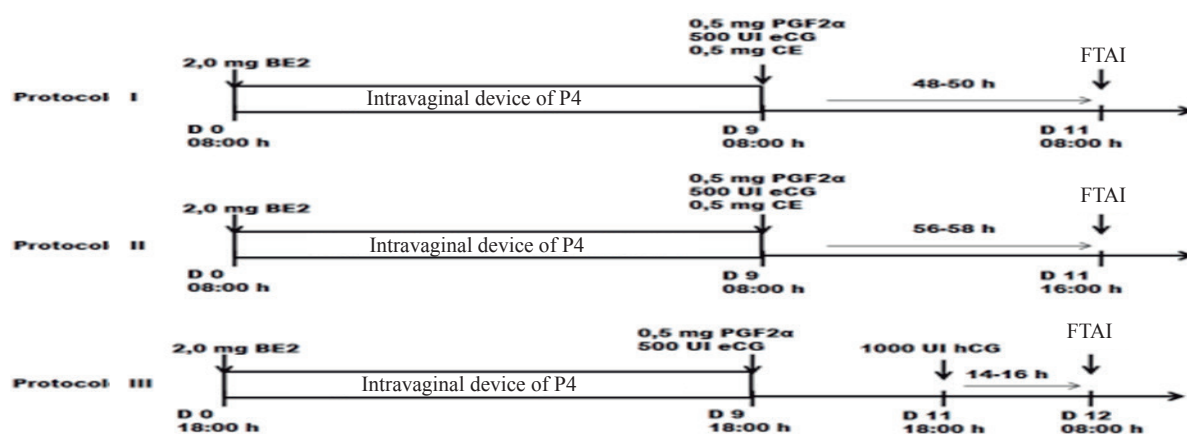 0,5 mg PGF2α
500 UI eCG
0,5 mg CE
FTAI
2,0 mg BE2
48-50 h
Protocol I
Intravaginal device of P4
D 0
08:00 h
D 9
08:00 h
D 11
08:00 h
0,5 mg PGF2α
500 UI eCG
0,5 mg CE
FTAI
2,0 mg BE2
56-58 h
Protocol II
Intravaginal device of P4
D 0
08:00 h
D 9
08:00 h
D 11
16:00 h
0,5 mg PGF2α
500 UI eCG
FTAI
2,0 mg BE2
1000 UI hCG
14-16 h
Protocol III
Intravaginal device of P4
D 0
18:00 h
D 9
18:00 h
D 11
18:00 h
D 12
08:00 h